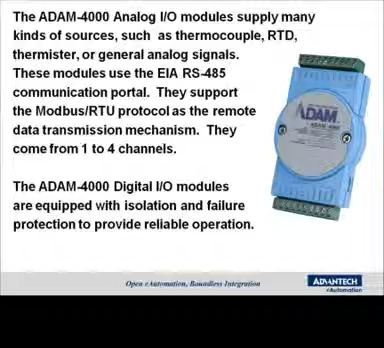 The ADAM-4000 Analog I/O modules supply many
kinds of sources, such as thermocouple, RTD,
thermister, or general analog signals.
These modules use the EIA RS-485
communication portal. They support
the Modbus/RTU protocol as the remote
data transmission mechanism. They
come from 1 to 4 channels.
The ADAM-4000 Digital I/O modules
are equipped with isolation and failure
protection to provide reliable operation.
ADAM
Open eAutomation, Boundless Integration
ADVANTECH
eAutomation